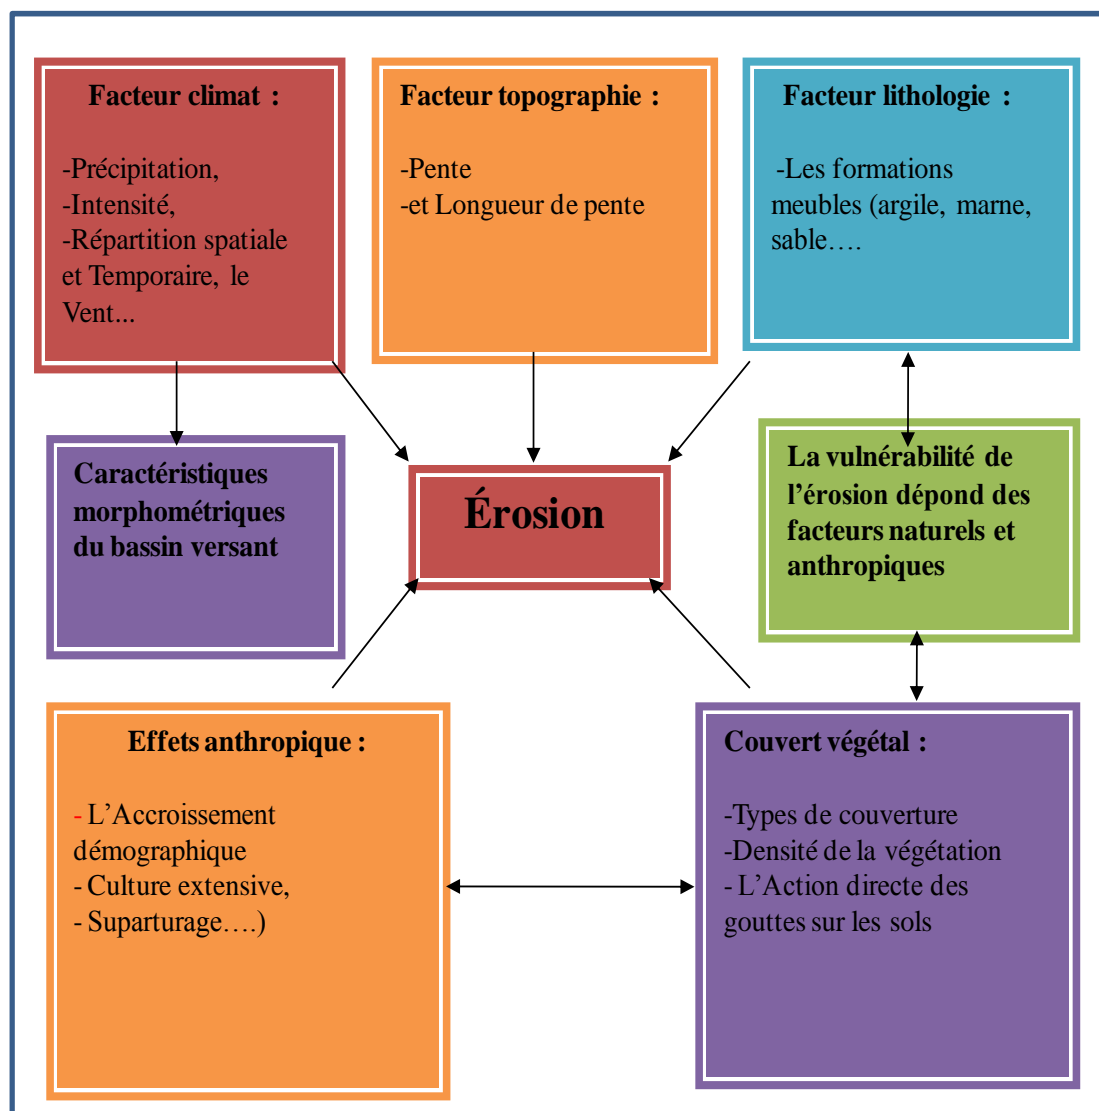 Facteur climat :
-Précipitation,
-Intensité,
-Répartition spatiale
et Temporaire, le
Vent...
Facteur topographie :
-Pente
-et Longueur de pente
Facteur lithologie :
-Les formations
meubles (argile, marne,
sable….
Caractéristiques
morphométriques
du bassin versant
Érosion
La vulnérabilité de
l’érosion dépond des
facteurs naturels et
anthropiques
Effets anthropique :
- L’Accroissement
démographique
- Culture extensive,
- Suparturage….)
Couvert végétal :
-Types de couverture
-Densité de la végétation
- L’Action directe des
gouttes sur les sols